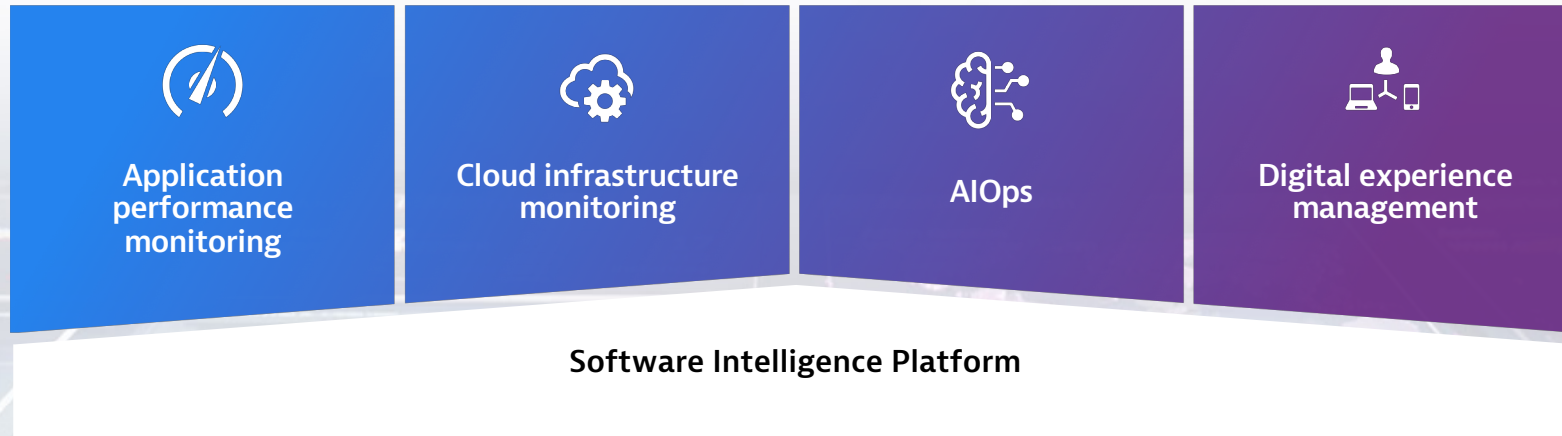 Application
performance
monitoring
Cloud infrastructure
monitoring
AIOps
Digital experience
management
Software Intelligence Platform